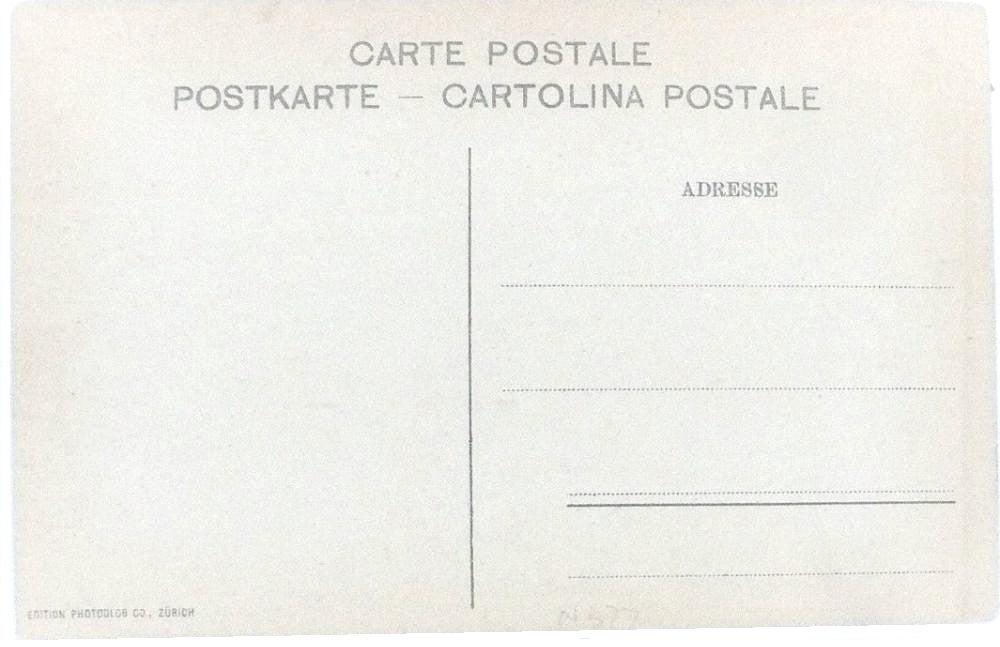 CARTE POSTALE
POSTKARTE — CARTOLINA POSTALE
ADRESSE
EDITION PHOTOGLOB CO., ZÜRICH